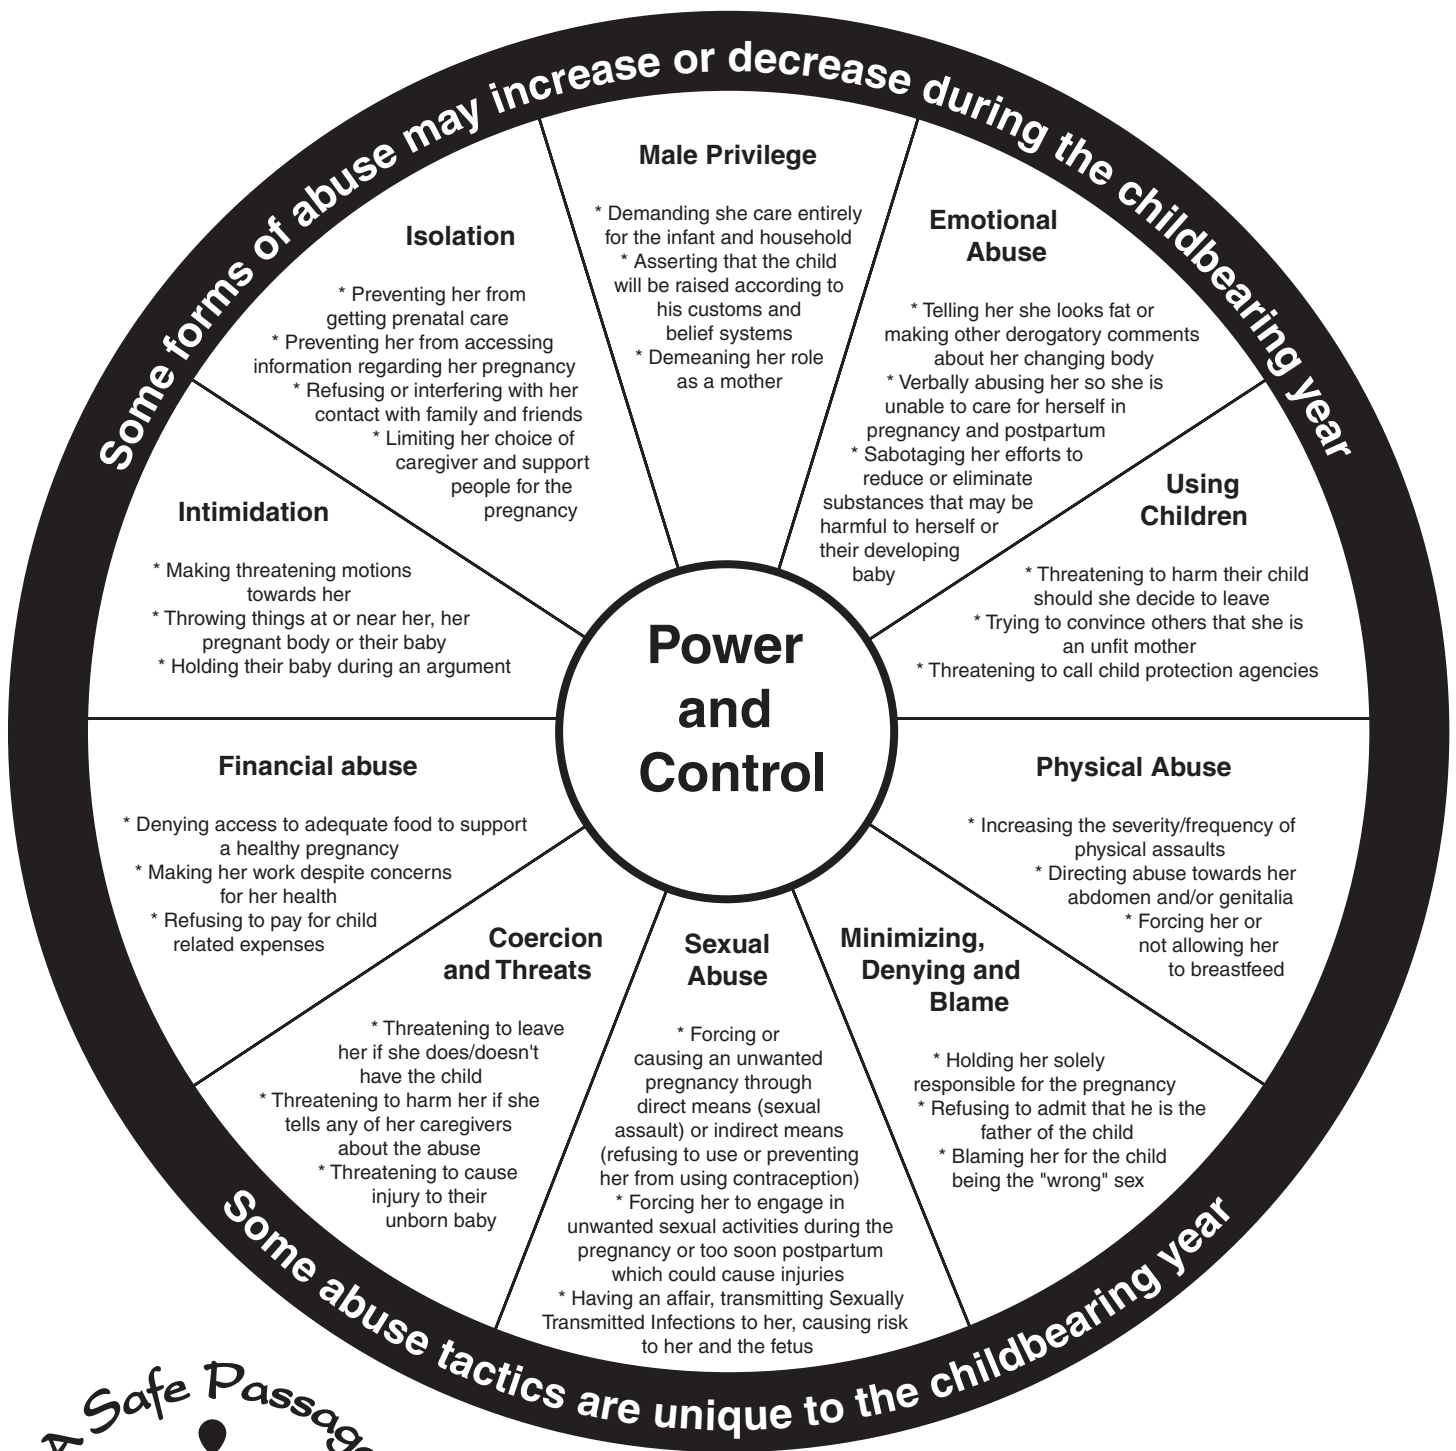 Some forms of abuse may increase or decrease during the childbearing year
Male Privilege
* Demanding she care entirely
for the infant and household
* Asserting that the child
will be raised according to
his customs and
belief systems
* Demeaning her role
as a mother
Emotional
Abuse
* Telling her she looks fat or
making other derogatory comments
about her changing body
* Verbally abusing her so she is
unable to care for herself in
pregnancy and postpartum
* Sabotaging her efforts to
reduce or eliminate
substances that may be
harmful to herself or
their developing
baby
Using
Children
* Threatening to harm their child
should she decide to leave
* Trying to convince others that she is
an unfit mother
* Threatening to call child protection agencies
Physical Abuse
* Increasing the severity/frequency of
physical assaults
* Directing abuse towards her
abdomen and/or genitalia
* Forcing her or
not allowing her
to breastfeed
Minimizing,
Denying and
Blame
* Holding her solely
responsible for the pregnancy
* Refusing to admit that he is the
father of the child
* Blaming her for the child
being the "wrong" sex
Sexual
Abuse
* Forcing or
causing an unwanted
pregnancy through
direct means (sexual
assault) or indirect means
(refusing to use or preventing
her from using contraception)
* Forcing her to engage in
unwanted sexual activities during the
pregnancy or too soon postpartum
which could cause injuries
* Having an affair, transmitting Sexually
Transmitted Infections to her, causing risk
to her and the fetus
Coercion
and Threats
* Threatening to leave
her if she does/doesn't
have the child
* Threatening to harm her if she
tells any of her caregivers
about the abuse
* Threatening to cause
injury to their
unborn baby
Financial abuse
* Denying access to adequate food to support
a healthy pregnancy
* Making her work despite concerns
for her health
* Refusing to pay for child
related expenses
Intimidation
* Making threatening motions
towards her
* Throwing things at or near her, her
pregnant body or their baby
* Holding their baby during an argument
Isolation
* Preventing her from
getting prenatal care
* Preventing her from accessing
information regarding her pregnancy
* Refusing or interfering with her
contact with family and friends
* Limiting her choice of
caregiver and support
people for the
pregnancy
Power
and
Control
Some abuse tactics are unique to the childbearing year
A Safe Passage